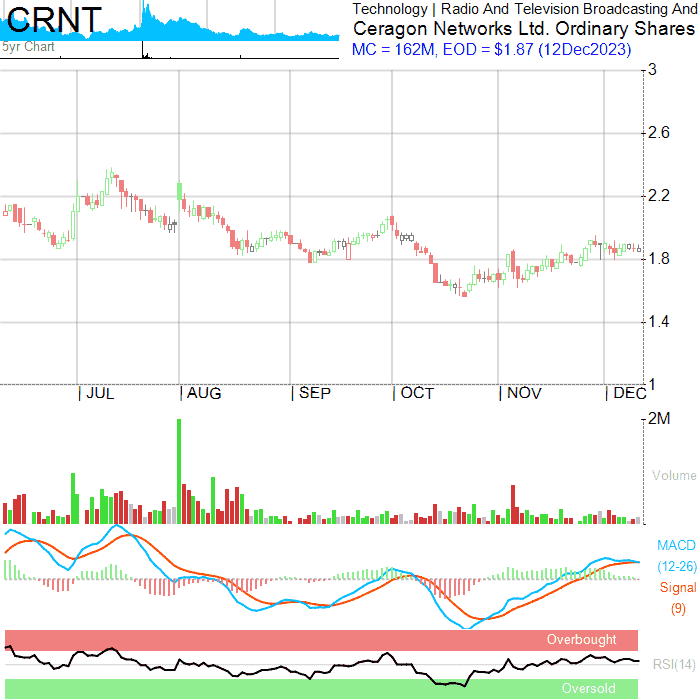 CRNT
5yr Chart
Technology | Radio And Television Broadcasting And
Ceragon Networks Ltd. Ordinary Shares
MC = 162M, EOD = $1.87 (12Dec2023)
3
2.6
2.2
1.8
1.4
1
JUL
AUG
SEP
OCT
NOV
DEC
2M
Volume
MACD
(12-26)
Signal
(9)
Overbought
RSI(14)
Oversold